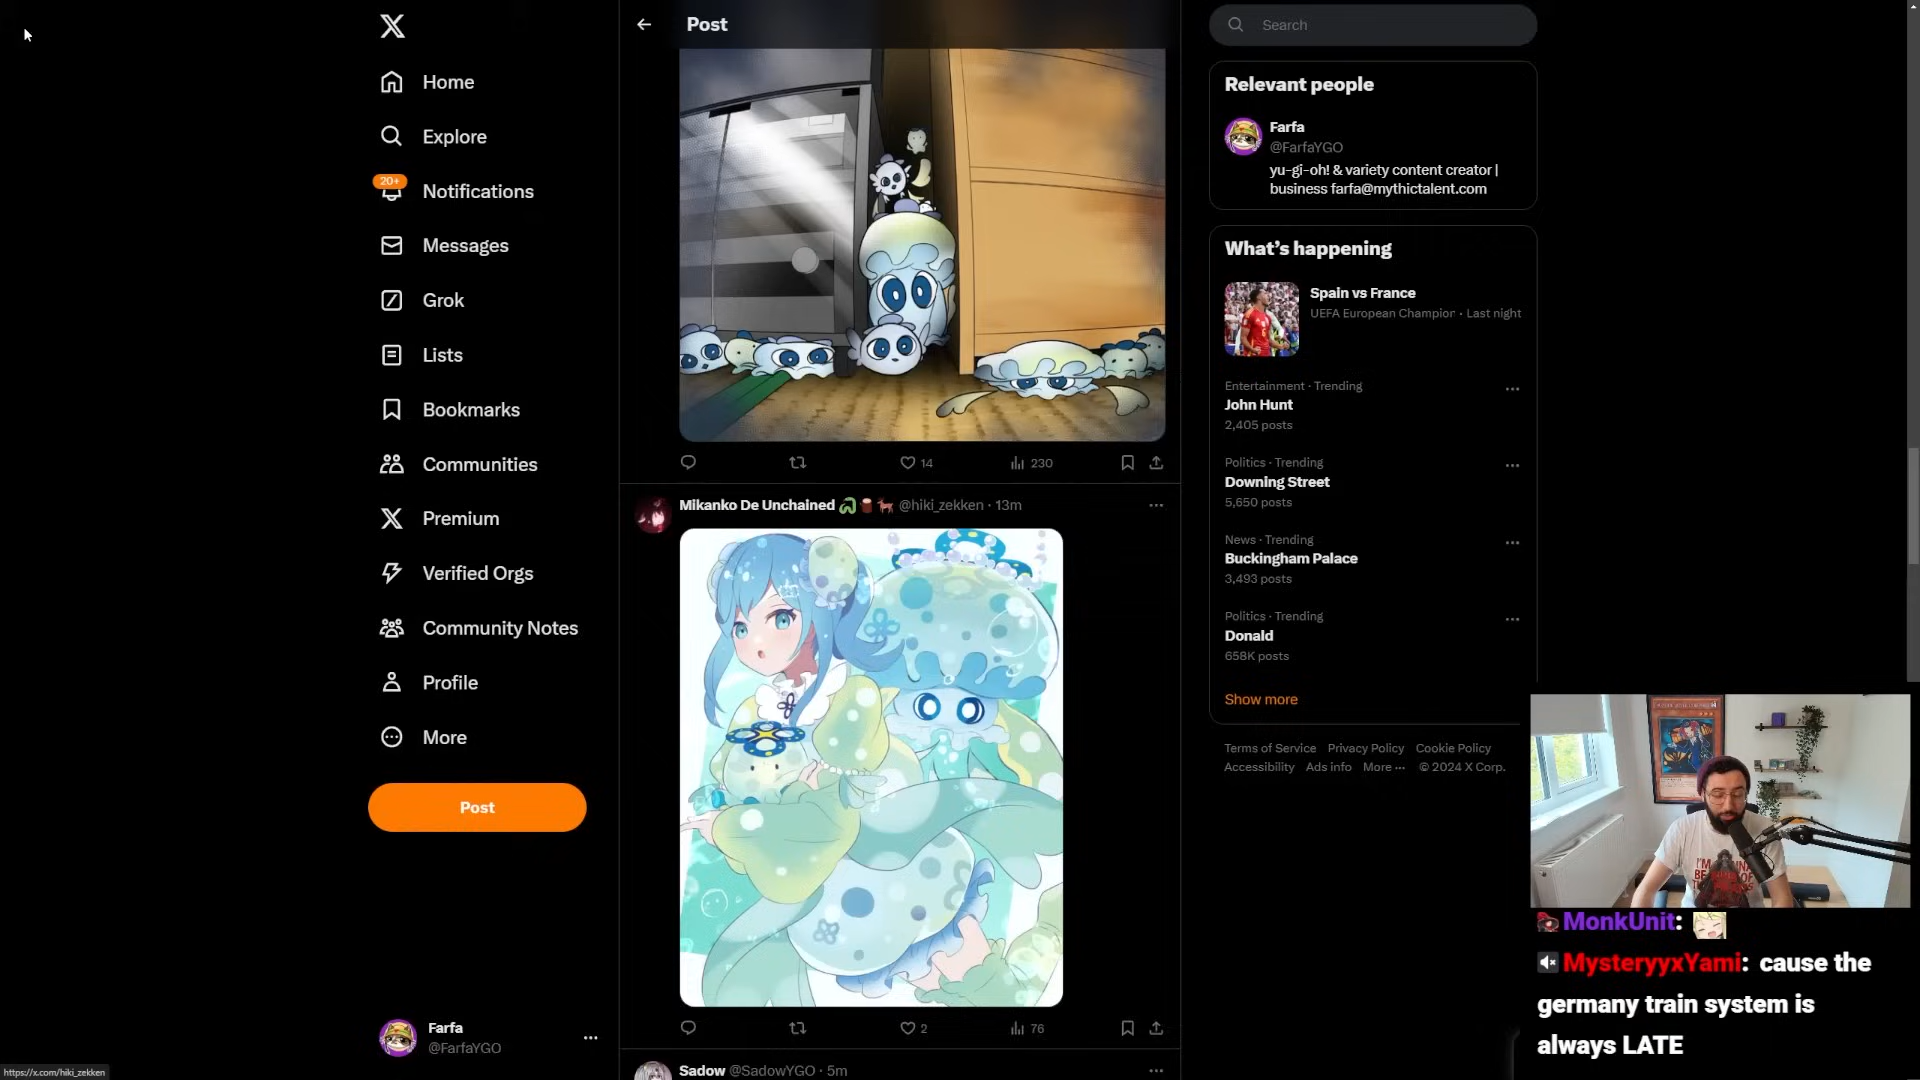 Home
Explore
20+
Notifications
Messages
Grok
Lists
Bookmarks
Communities
Premium
Verified Orgs
Community Notes
Profile
More
Post
Farfa
@FarfaYGO
https://x.com/hiki_zekken
Post
14
230
Mikanko De Unchained @hiki_zekken · 13m
2
76
Sadow @SadowYGO · 5m
Search
Relevant people
Farfa
@FarfaYGO
yu-gi-oh! & variety content creator |
business farfa@mythictalent.com
What's happening
Spain vs France
UEFA European Champior · Last night
Entertainment · Trending
John Hunt
2,405 posts
Politics · Trending
Downing Street
5,650 posts
News · Trending
Buckingham Palace
3,493 posts
Politics · Trending
Donald
658K posts
Show more
Terms of Service Privacy Policy Cookie Policy
Accessibility Ads info More ··· © 2024 X Corp.
MonkUnit:
MysteryyxYami: cause the
germany train system is
always LATE